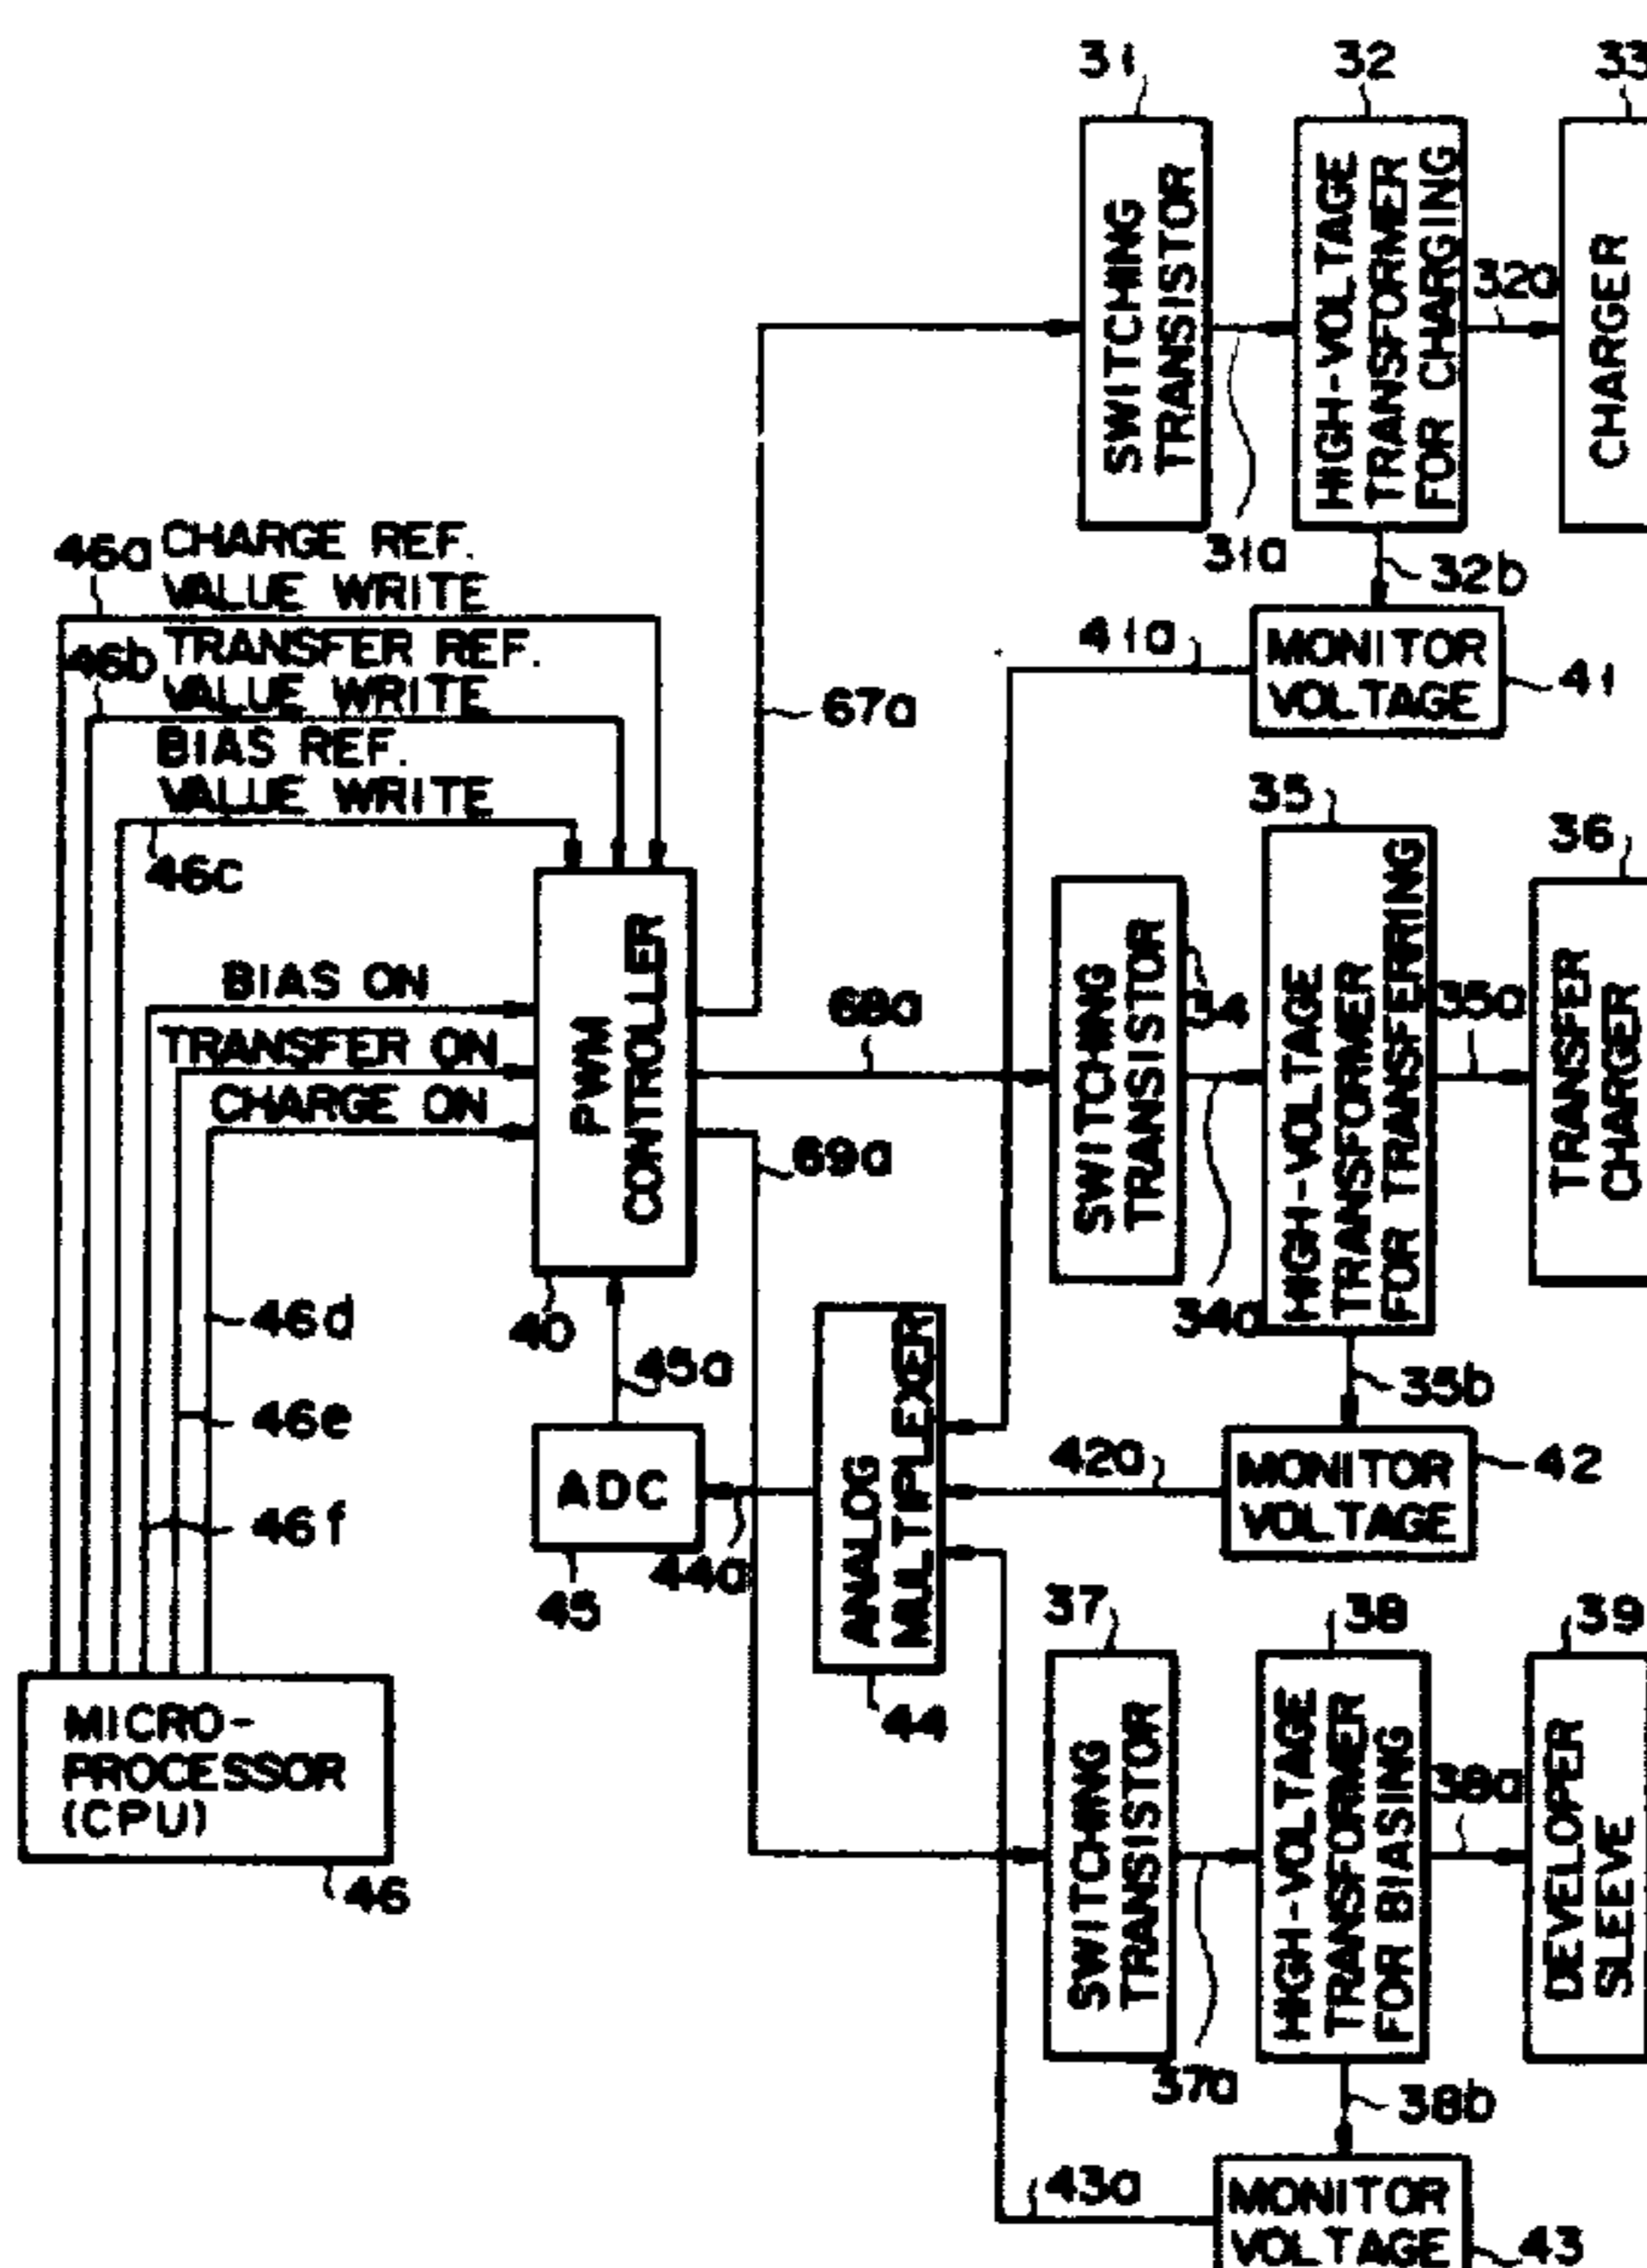 31
32
33
SWITCHING
TRANSISTOR
HIGH-VOLTAGE
TRANSFORMER
FOR CHARGING
CHARGER
32a
31a
32b
46a
CHARGE REF.
VALUE WRITE
46b
TRANSFER REF.
VALUE WRITE
BIAS REF.
VALUE WRITE
46c
67a
41a
MONITOR
VOLTAGE
41
35
36
BIAS ON
TRANSFER ON
CHARGE ON
PWM
CONTROLLER
68a
69a
SWITCHING
TRANSISTOR
34
HIGH-VOLTAGE
TRANSFORMER
FOR TRANSFERRING
35a
TRANSFER
CHARGER
34a
35b
46d
46e
46f
40
45a
ADC
45
44a
ANALOG
MULTIPLEXER
44
42a
MONITOR
VOLTAGE
42
37
38
39
MICRO-
PROCESSOR
(CPU)
46
SWITCHING
TRANSISTOR
HIGH-VOLTAGE
TRANSFORMER
FOR BIASING
38a
DEVELOPER
SLEEVE
37a
38b
43a
MONITOR
VOLTAGE
43